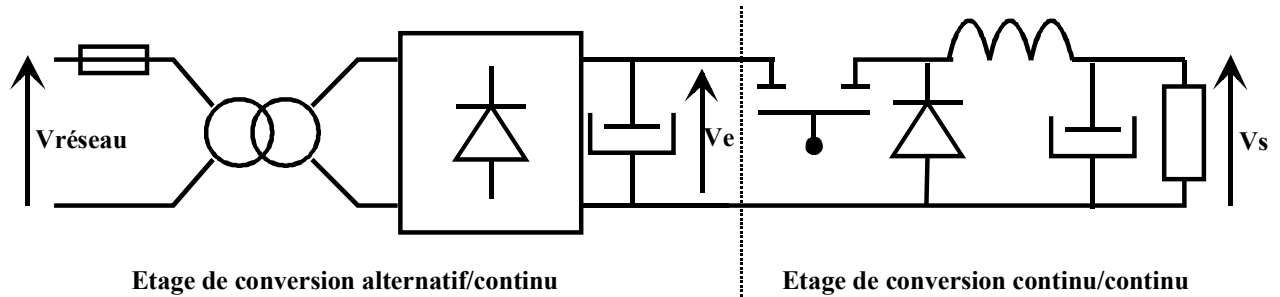 Vréseau
Ve
Vs
Etage de conversion alternatif/continu
Etage de conversion continu/continu